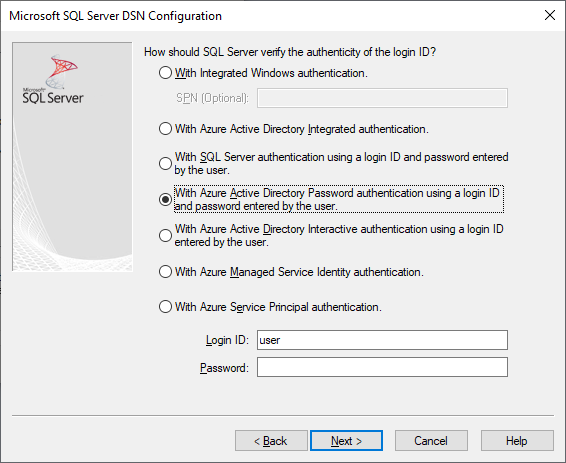 Microsoft SQL Server DSN Configuration
Microsoft
SQL Server
How should SQL Server verify the authenticity of the login ID?
With Integrated Windows authentication.
SPN (Optional):
With Azure Active Directory Integrated authentication.
With SQL Server authentication using a login ID and password entered
by the user.
With Azure Active Directory Password authentication using a login ID
and password entered by the user.
With Azure Active Directory Interactive authentication using a login ID
entered by the user.
With Azure Managed Service Identity authentication.
With Azure Service Principal authentication.
Login ID: user
Password:
< Back Next > Cancel Help